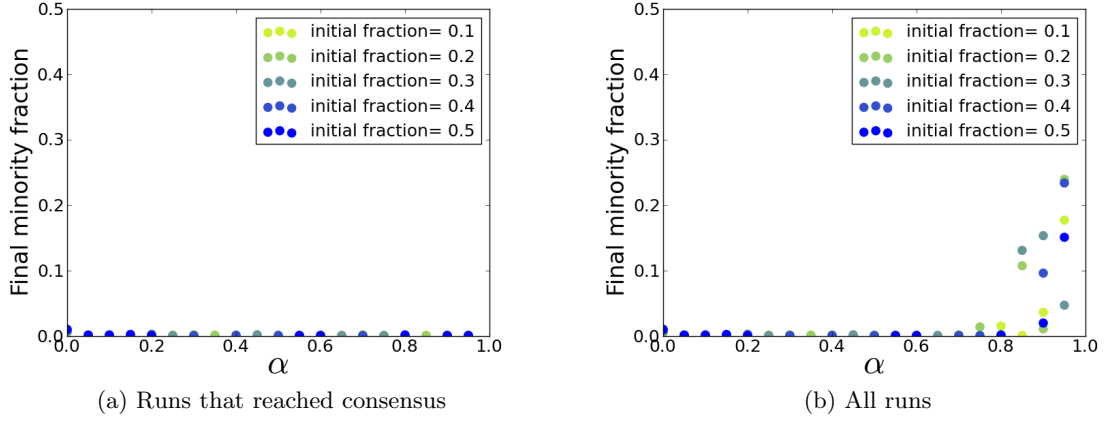 Final minority fraction
0.5
0.4
0.3
0.2
0.1
0.0
initial fraction= 0.1
initial fraction= 0.2
initial fraction= 0.3
initial fraction= 0.4
initial fraction= 0.5
0.0 0.2 0.4 0.6 0.8 1.0
α
(a) Runs that reached consensus
Final minority fraction
0.5
0.4
0.3
0.2
0.1
0.0
initial fraction= 0.1
initial fraction= 0.2
initial fraction= 0.3
initial fraction= 0.4
initial fraction= 0.5
0.0 0.2 0.4 0.6 0.8 1.0
α
(b) All runs